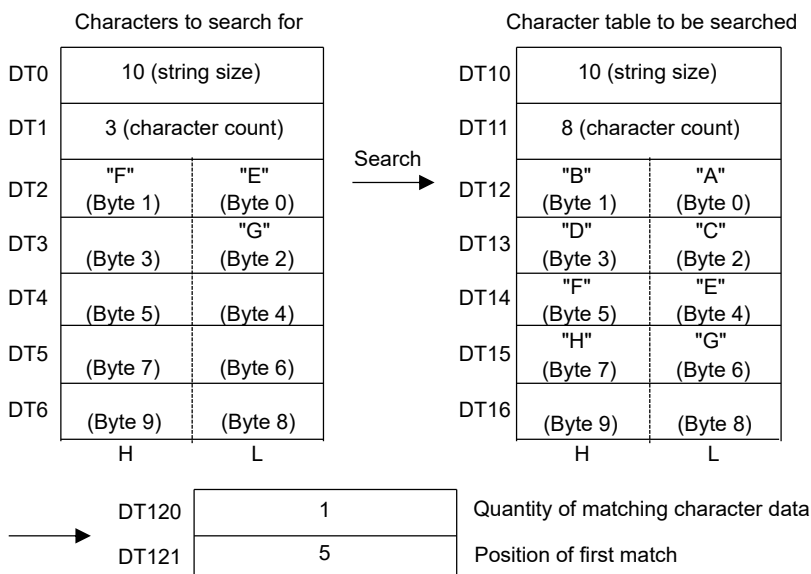 Characters to search for
Character table to be searched
DT0
10 (string size)
DT10
10 (string size)
DT1
3 (character count)
DT11
8 (character count)
Search
DT2
"F"
(Byte 1)
"E"
(Byte 0)
DT12
"B"
(Byte 1)
"A"
(Byte 0)
DT3
(Byte 3)
"G"
(Byte 2)
DT13
"D"
(Byte 3)
"C"
(Byte 2)
DT4
(Byte 5)
(Byte 4)
DT14
"F"
(Byte 5)
"E"
(Byte 4)
DT5
(Byte 7)
(Byte 6)
DT15
"H"
(Byte 7)
"G"
(Byte 6)
DT6
(Byte 9)
(Byte 8)
DT16
(Byte 9)
(Byte 8)
H
L
H
L
DT120
1
Quantity of matching character data
DT121
5
Position of first match